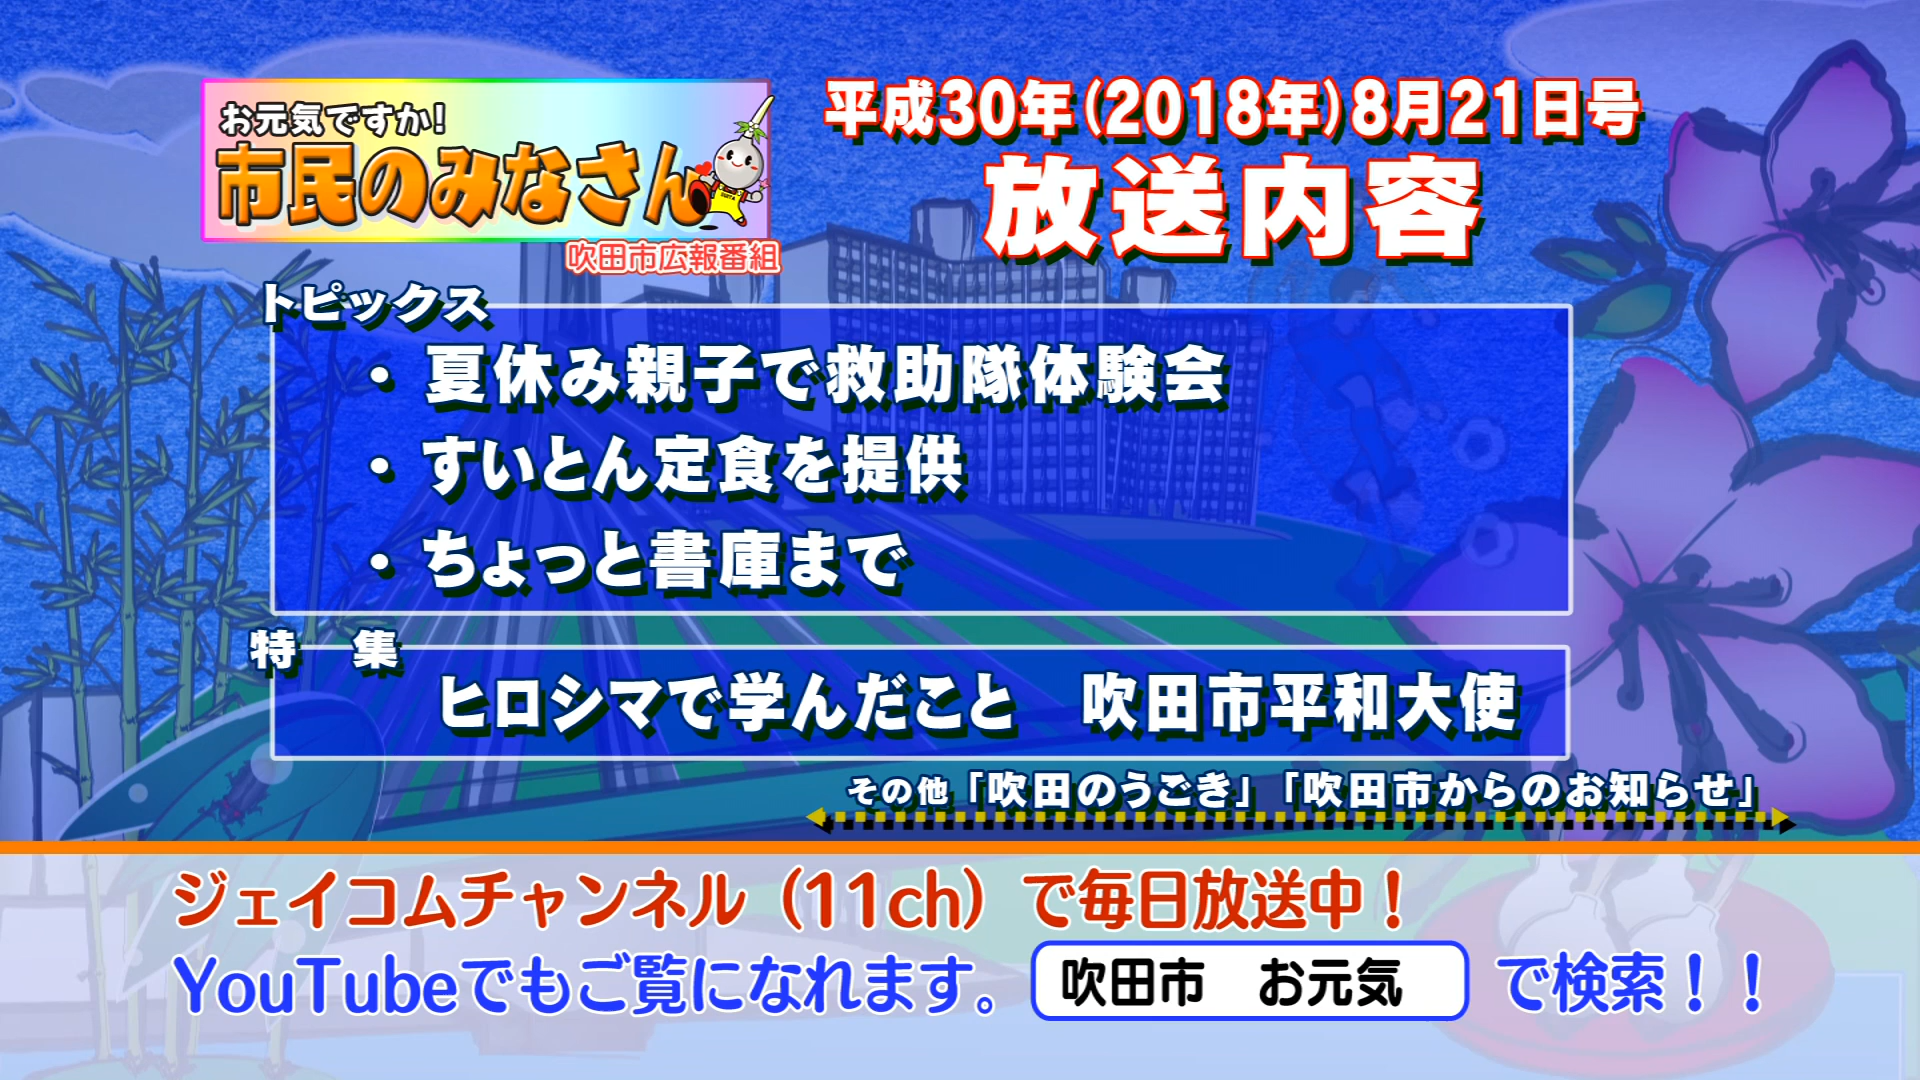 お元気ですか!
市民のみなさん
吹田市広報番組
平成30年(2018年)8月21日号
放送内容
トピックス
・夏休み親子で救助隊体験会
・すいとん定食を提供
・ちょっと書庫まで
特 集
ヒロシマで学んだこと 吹田市平和大使
その他「吹田のうごき」「吹田市からのお知らせ」
ジェイコムチャンネル（11ch）で毎日放送中！
YouTubeでもご覧になれます。 吹田市 お元気 で検索！！